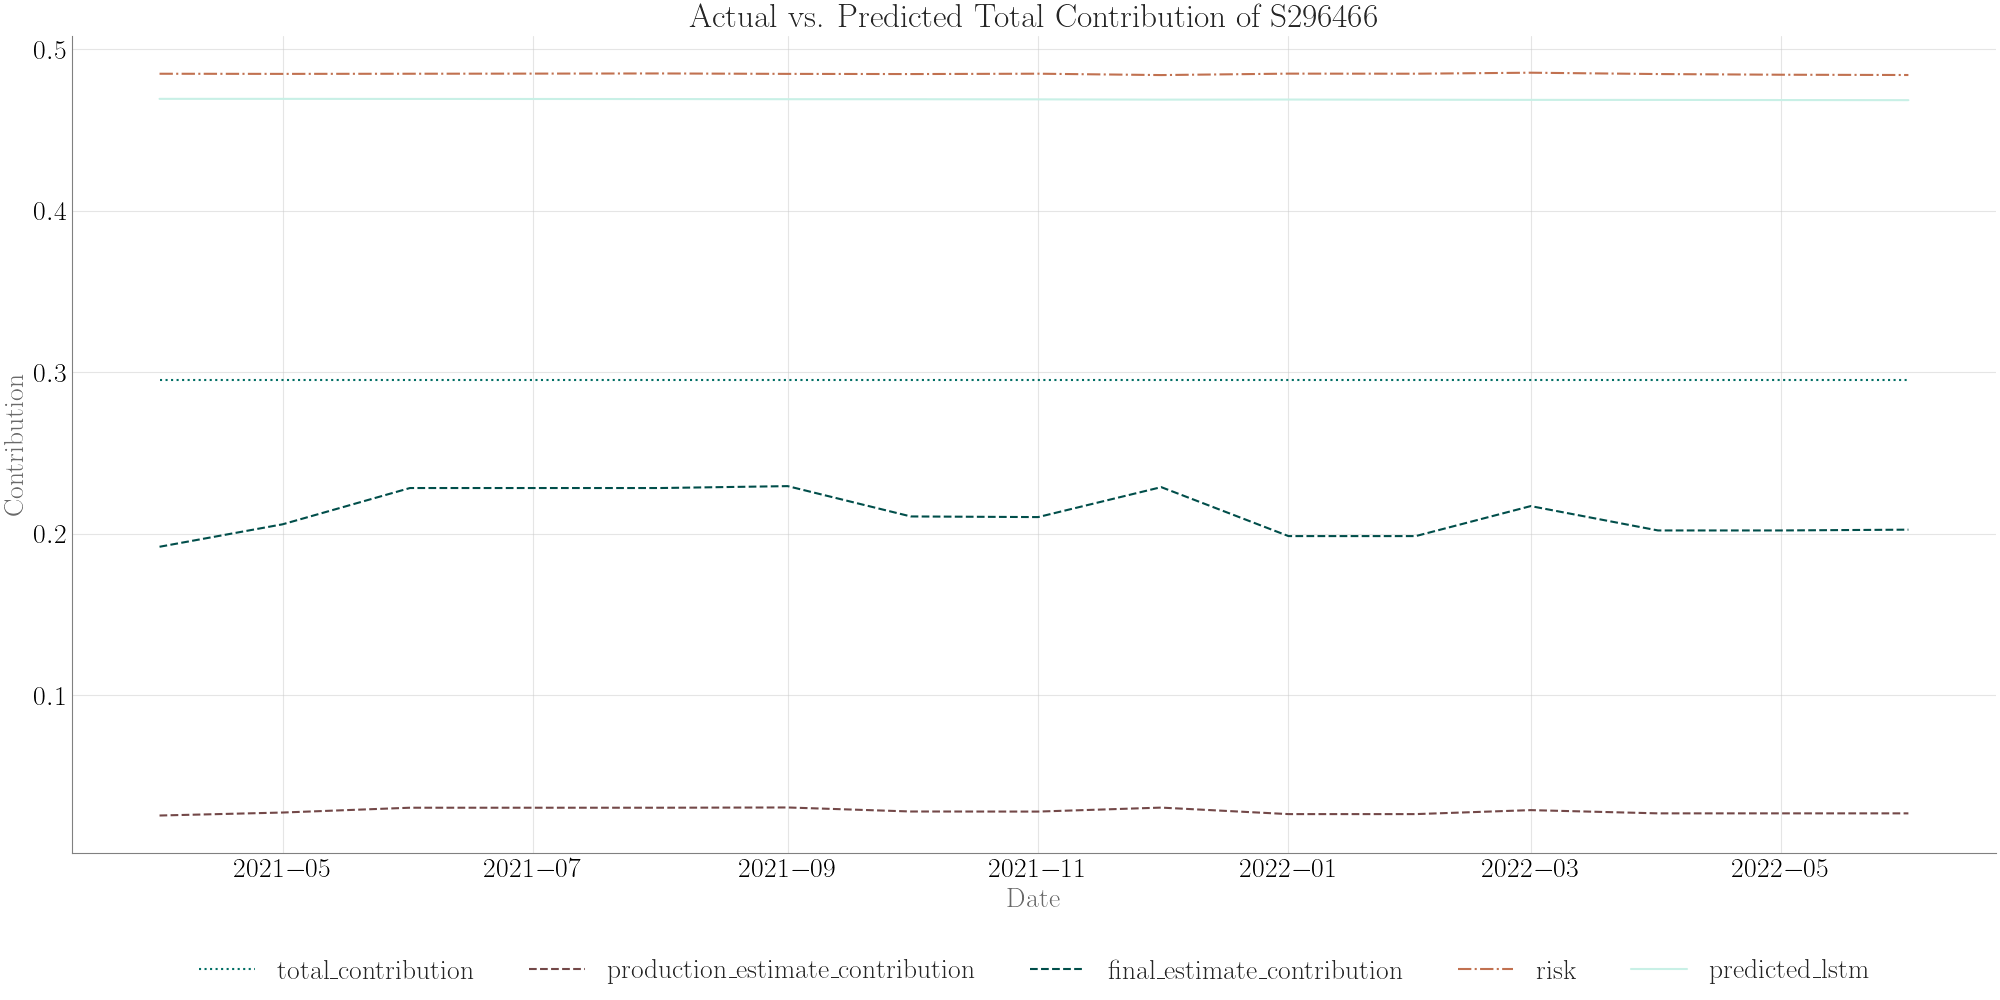 Actual vs. Predicted Total Contribution of S296466
0.5
0.4
0.3
0.2
0.1
Contribution
2021–05 2021–07 2021–09 2021–11 2022–01 2022–03 2022–05
Date
total_contribution production_estimate_contribution final_estimate_contribution risk predicted_lstm